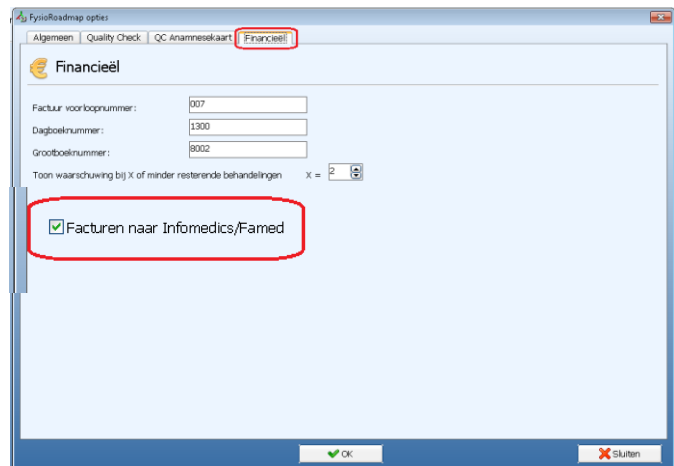 FysioRoadmap opties
Algemeen Quality Check QC Anamnesekaart Financieël
Financieël
Factuur voorloopnummer: 007
Dagboeknummer: 1300
Grootboeknummer: 8002
Toon waarschuwing bij X of minder resterende behandelingen X = 2
Facturen naar Infomedics/Famed
OK Sluiten